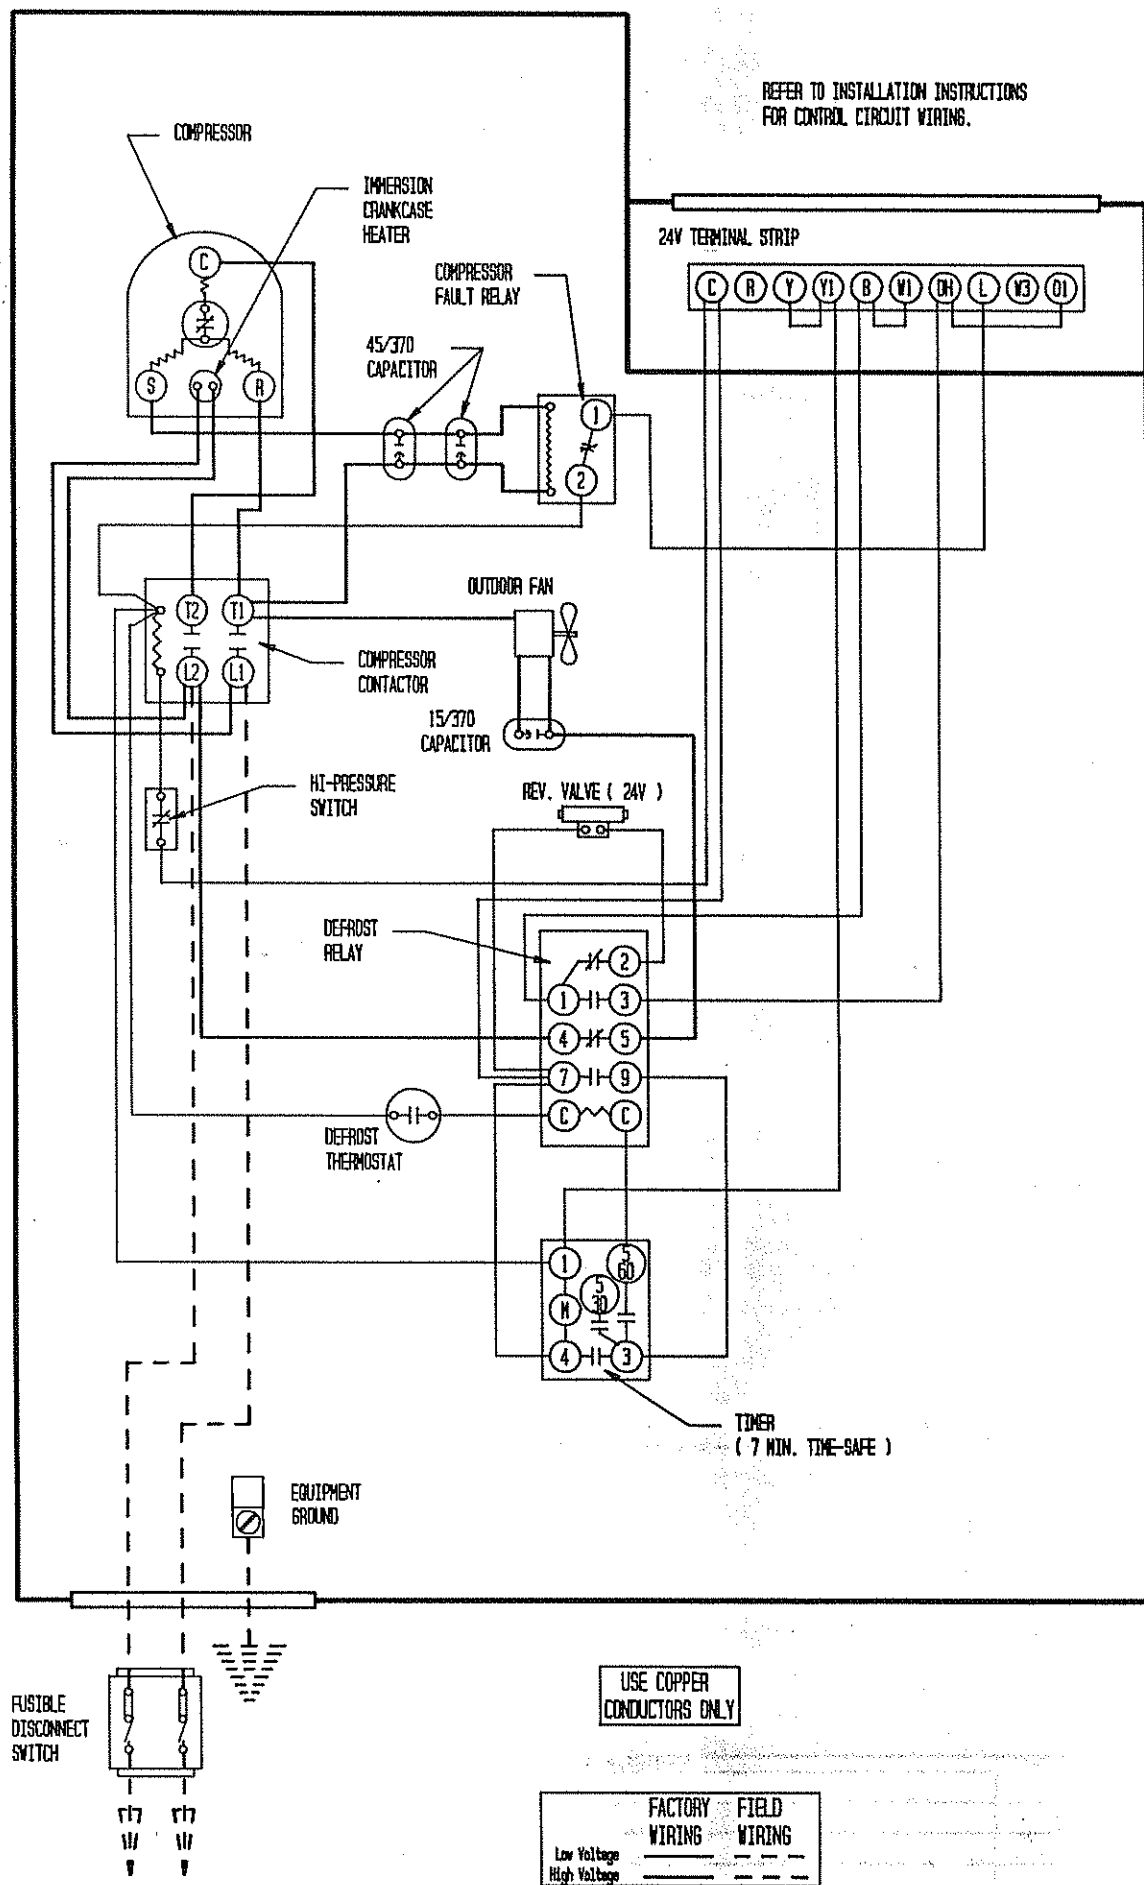 REFER TO INSTALLATION INSTRUCTIONS
FOR CONTROL CIRCUIT WIRING.
COMPRESSOR
IMMERSION
CRANKCASE
HEATER
24V TERMINAL STRIP
C R Y Y1 B W1 DH L W3 O1
C
S
R
COMPRESSOR
FAULT RELAY
45/370
CAPACITOR
1
2
T2 T1
L2 L1
COMPRESSOR
CONTACTOR
OUTDOOR FAN
15/370
CAPACITOR
HI-PRESSURE
SWITCH
REV. VALVE ( 24V )
DEFROST
RELAY
2
1 3
4 5
7 9
C C
DEFROST
THERMOSTAT
1
5
60
5
30
M
4 3
TIMER
( 7 MIN. TIME-SAFE )
EQUIPMENT
GROUND
FUSIBLE
DISCONNECT
SWITCH
USE COPPER
CONDUCTORS ONLY
FACTORY FIELD
WIRING WIRING
Low Voltage
High Voltage